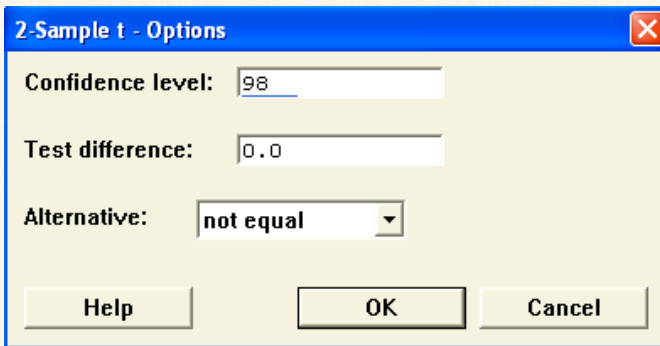 2-Sample t - Options
Confidence level: 98
Test difference: 0.0
Alternative: not equal
Help OK Cancel